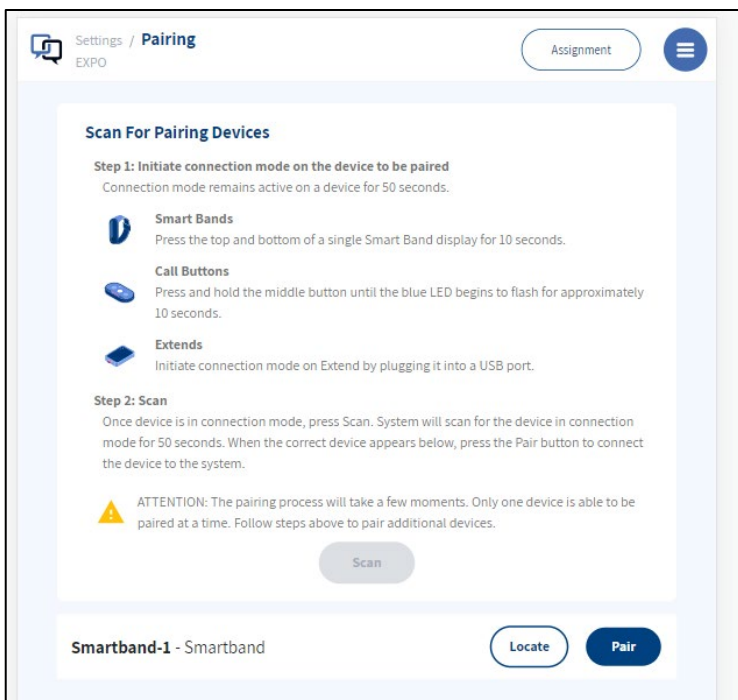 Settings / Pairing
EXPO
Assignment
Scan For Pairing Devices
Step 1: Initiate connection mode on the device to be paired
Connection mode remains active on a device for 50 seconds.
Smart Bands
Press the top and bottom of a single Smart Band display for 10 seconds.
Call Buttons
Press and hold the middle button until the blue LED begins to flash for approximately
10 seconds.
Extends
Initiate connection mode on Extend by plugging it into a USB port.
Step 2: Scan
Once device is in connection mode, press Scan. System will scan for the device in connection
mode for 50 seconds. When the correct device appears below, press the Pair button to connect
the device to the system.
ATTENTION: The pairing process will take a few moments. Only one device is able to be
paired at a time. Follow steps above to pair additional devices.
Scan
Smartband-1 - Smartband
Locate
Pair